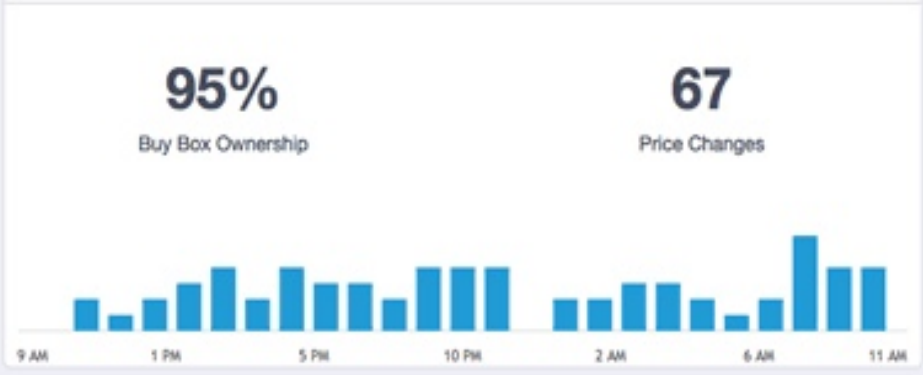 95%
67
Buy Box Ownership
Price Changes
9 AM
1 PM
5 PM
10 PM
2 AM
6 AM
11 AM